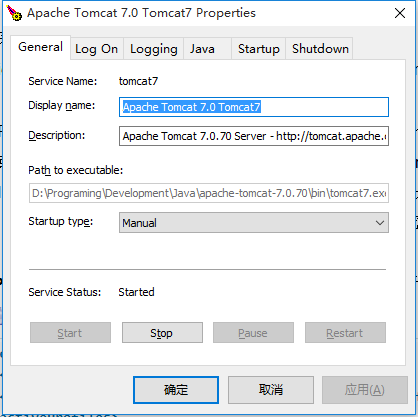 Apache Tomcat 7.0 Tomcat7 Properties
General Log On Logging Java Startup Shutdown
Service Name: tomcat7
Display name: Apache Tomcat 7.0 Tomcat7
Description: Apache Tomcat 7.0.70 Server - http://tomcat.apache.
Path to executable:
D:\Programing\Development\Java\apache-tomcat-7.0.70\bin\tomcat7.exe
Startup type: Manual
Service Status: Started
Start Stop Pause Restart
确定 取消 应用(A)